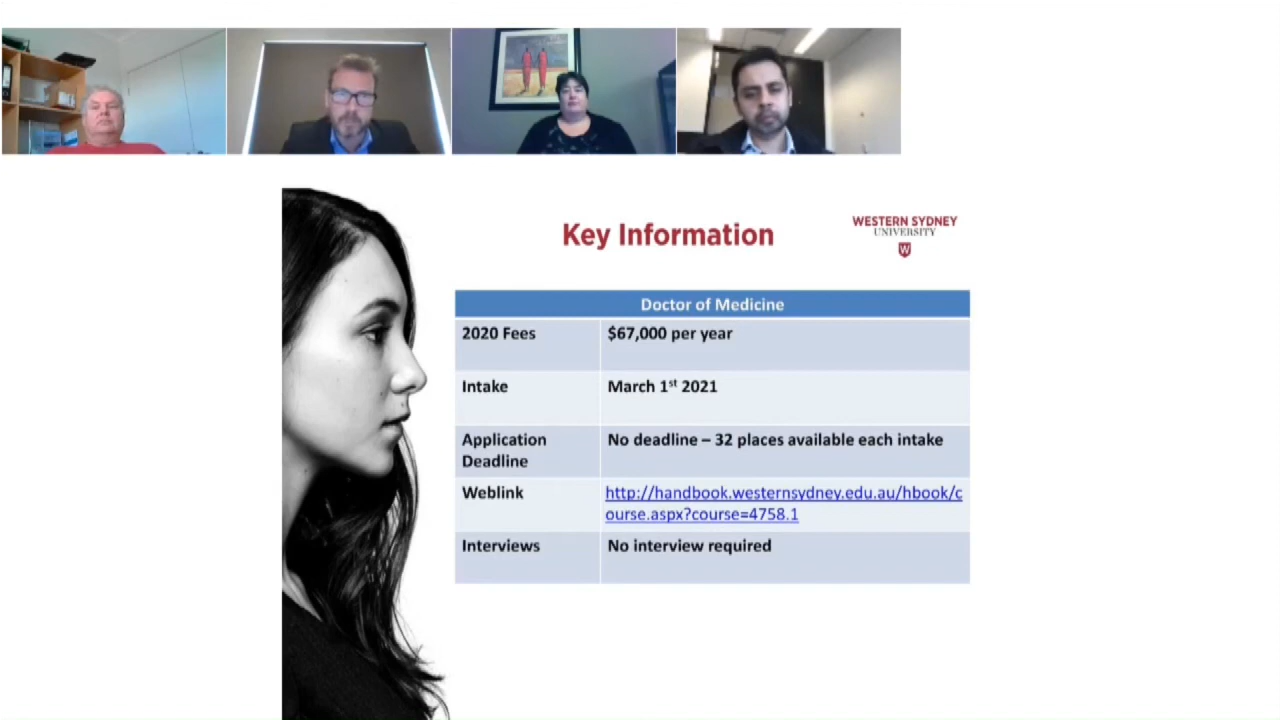 Key Information
WESTERN SYDNEY
UNIVERSITY
W
Doctor of Medicine
2020 Fees
$67,000 per year
Intake
March 1st 2021
Application
Deadline
No deadline – 32 places available each intake
Weblink
http://handbook.westernsydney.edu.au/hbook/c
ourse.aspx?course=4758.1
Interviews
No interview required